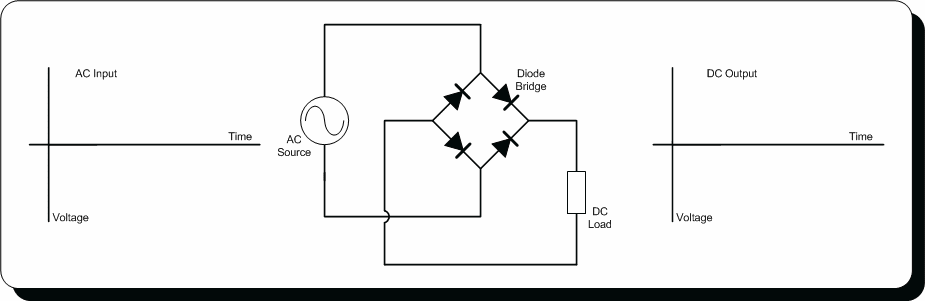 AC Input
Time
Voltage
AC
Source
Diode
Bridge
DC
Load
DC Output
Time
Voltage